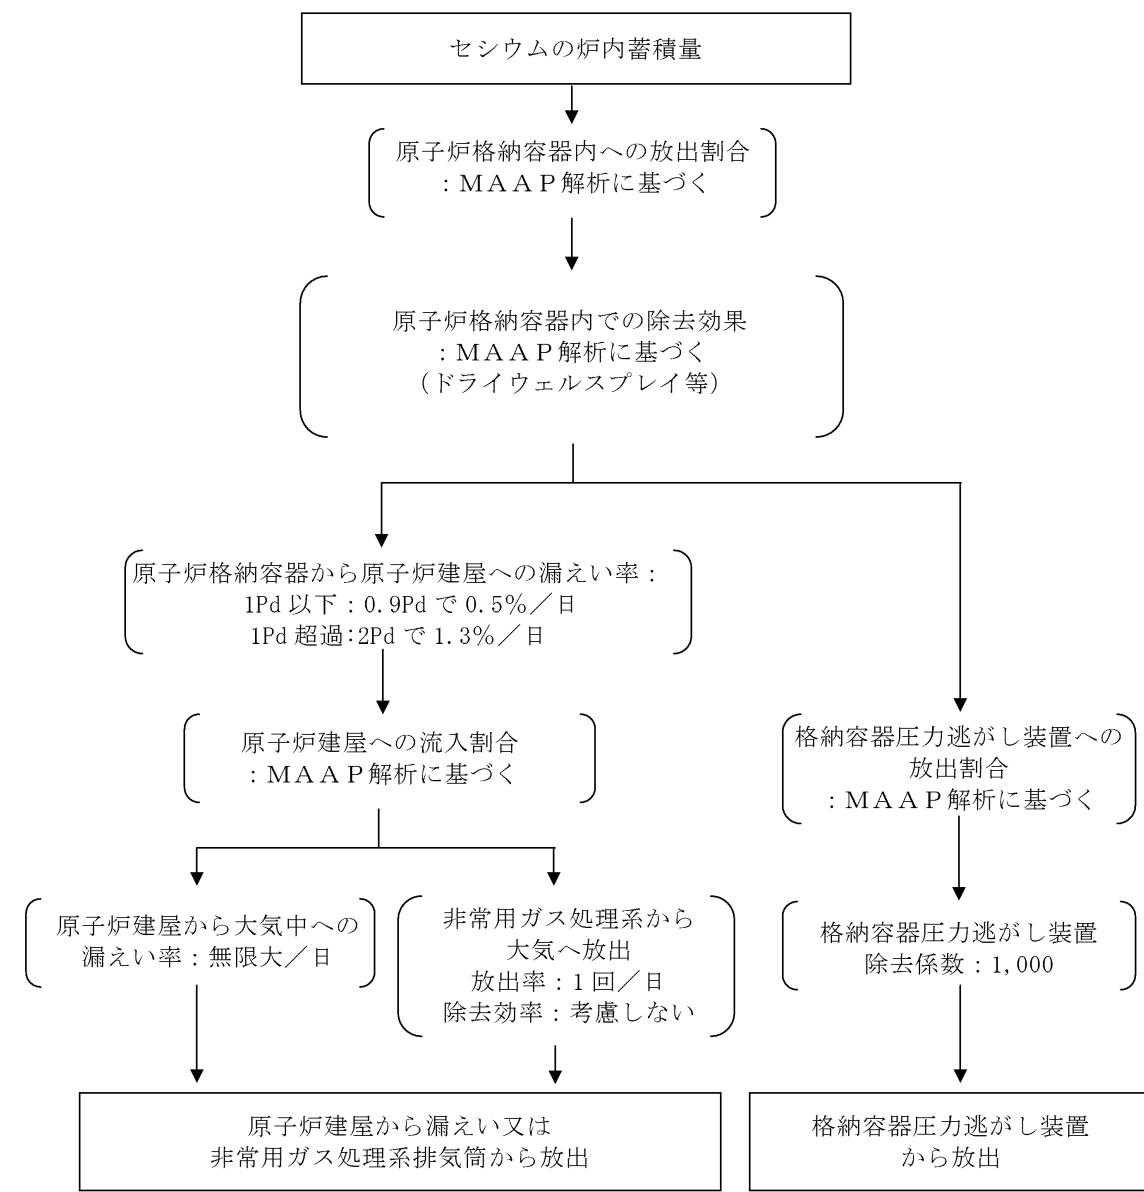 セシウムの炉内蓄積量
原子炉格納容器内への放出割合
：ＭＡＡＰ解析に基づく
原子炉格納容器内での除去効果
：ＭＡＡＰ解析に基づく
（ドライウェルスプレイ等）
原子炉格納容器から原子炉建屋への漏えい率：
1Pd 以下：0.9Pd で 0.5％／日
1Pd 超過：2Pd で 1.3％／日
原子炉建屋への流入割合
：ＭＡＡＰ解析に基づく
格納容器圧力逃がし装置への
放出割合
：ＭＡＡＰ解析に基づく
原子炉建屋から大気中への
漏えい率：無限大／日
非常用ガス処理系から
大気へ放出
放出率：1 回／日
除去効率：考慮しない
格納容器圧力逃がし装置
除去係数：1,000
原子炉建屋から漏えい又は
非常用ガス処理系排気筒から放出
格納容器圧力逃がし装置
から放出